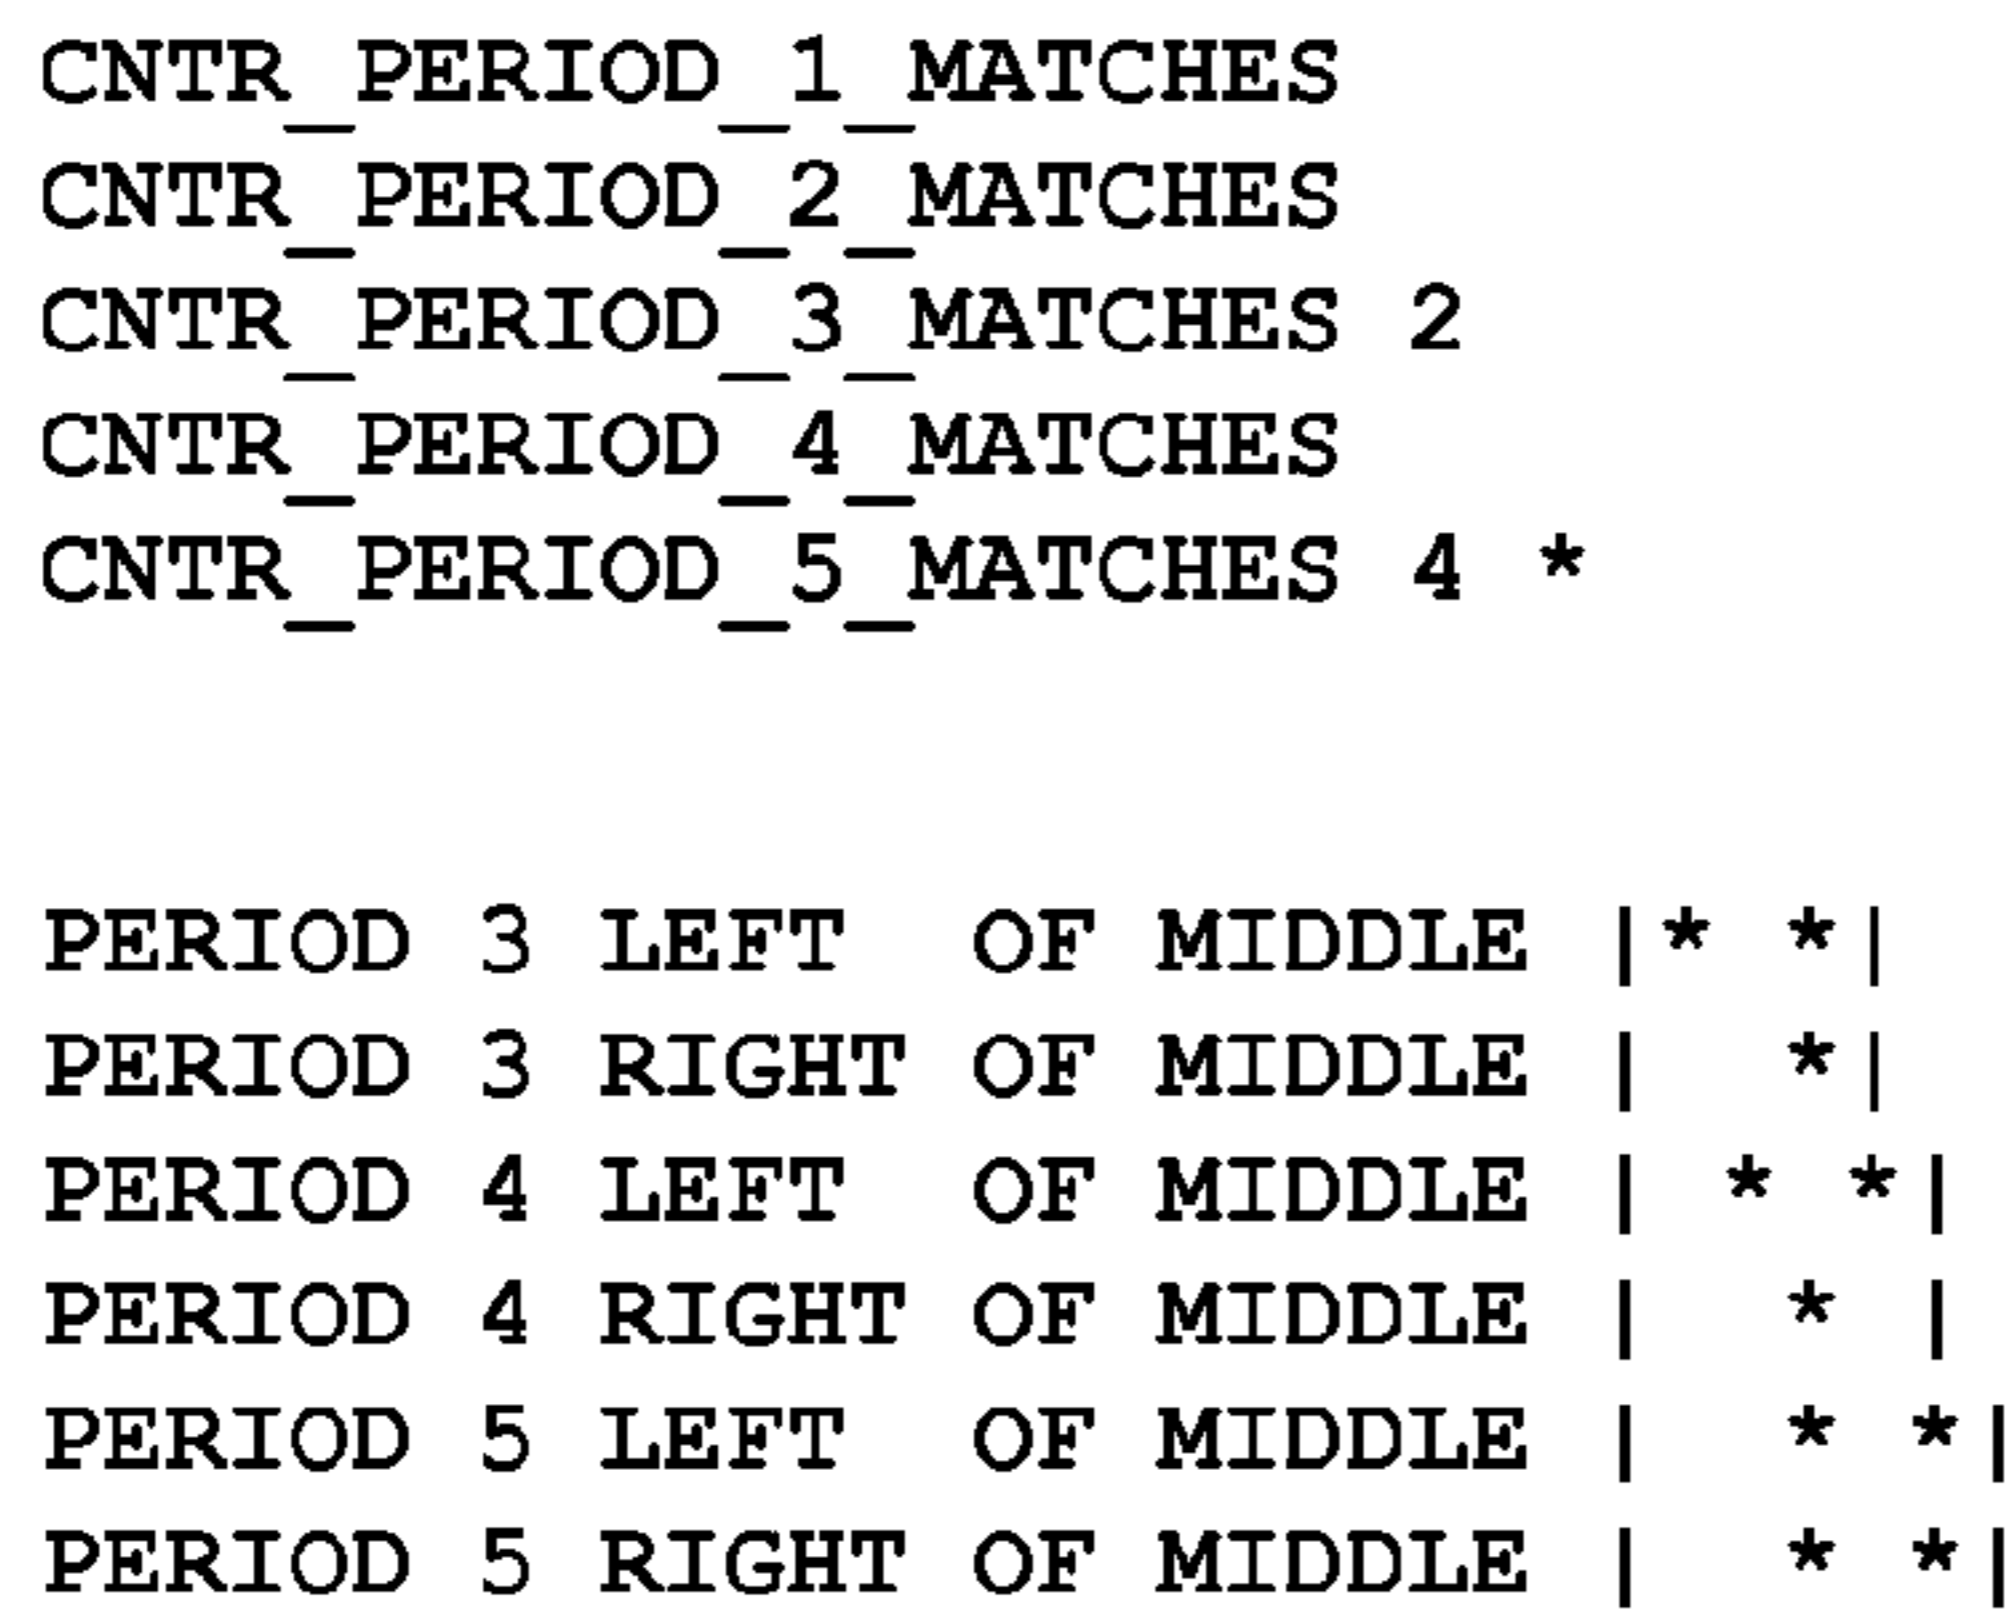 CNTR_PERIOD_1_MATCHES
CNTR_PERIOD_2_MATCHES
CNTR_PERIOD_3_MATCHES 2
CNTR_PERIOD_4_MATCHES
CNTR_PERIOD_5_MATCHES 4 *
PERIOD 3 LEFT  OF MIDDLE |* *|
PERIOD 3 RIGHT OF MIDDLE |  *|
PERIOD 4 LEFT  OF MIDDLE | * *|
PERIOD 4 RIGHT OF MIDDLE |  * |
PERIOD 5 LEFT  OF MIDDLE |  * *|
PERIOD 5 RIGHT OF MIDDLE |  * *|